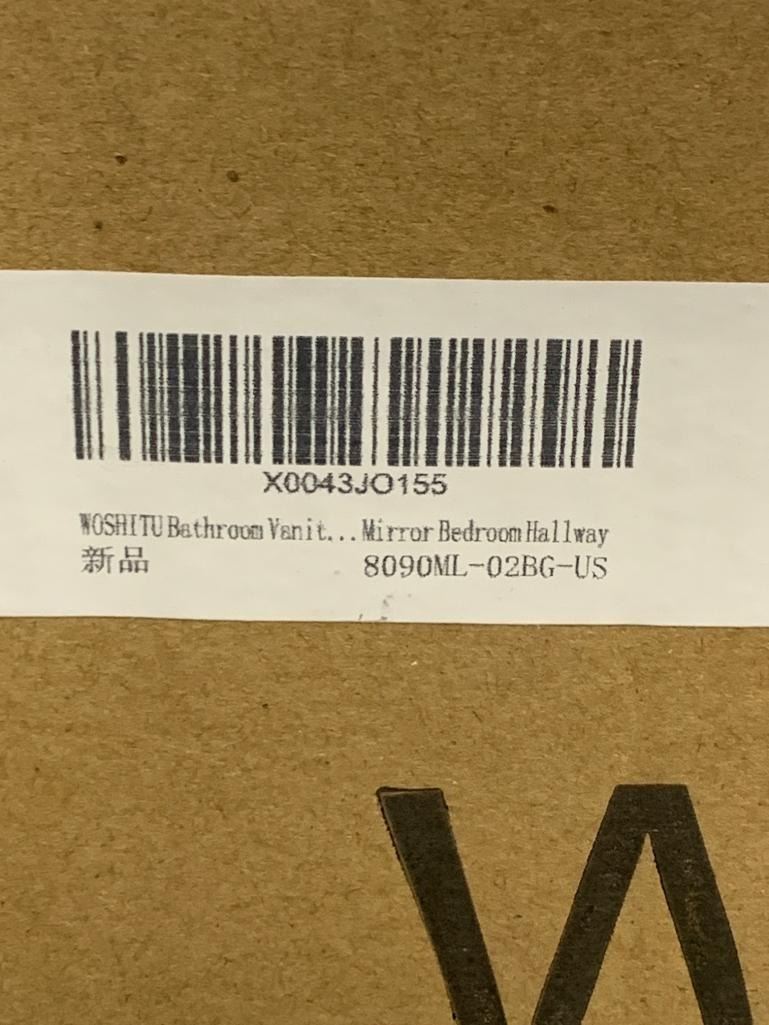 X0043JO155
WOSHITU Bathroom Vanit...Mirror Bedroom Hallway
新品 8090ML-02BG-US
W